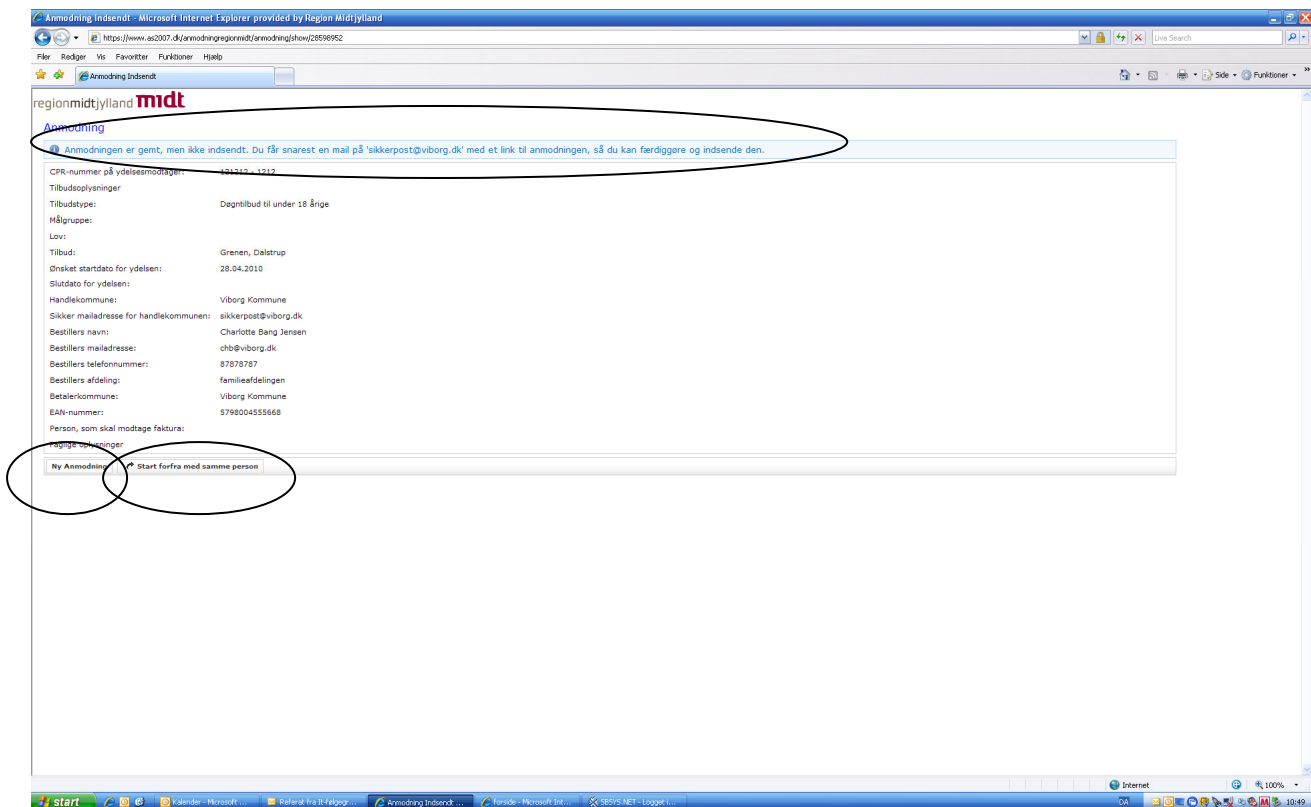 Anmodning Indsendt - Microsoft Internet Explorer provided by Region Midtjylland
https://www.as2007.dk/anmodningregionmidt/anmodning/show/28598952
Live Search
Filer Rediger Vis Favoritter Funktioner Hjælp
Anmodning Indsendt
Side Funktioner »
regionmidtjylland midt
Anmodning
Anmodningen er gemt, men ikke indsendt. Du får snarest en mail på 'sikkerpost@viborg.dk' med et link til anmodningen, så du kan færdiggøre og indsende den.
CPR-nummer på ydelsesmodtager: 121212 - 1212
Tilbudsoplysninger
Tilbudstype: Døgntilbud til under 18 årige
Målgruppe:
Lov:
Tilbud: Grenen, Dalstrup
Ønsket startdato for ydelsen: 28.04.2010
Slutdato for ydelsen:
Handlekommune: Viborg Kommune
Sikker mailadresse for handlekommunen: sikkerpost@viborg.dk
Bestillers navn: Charlotte Bang Jensen
Bestillers mailadresse: chb@viborg.dk
Bestillers telefonnummer: 87878787
Bestillers afdeling: familieafdelingen
Betalerkommune: Viborg Kommune
EAN-nummer: 5798004555668
Person, som skal modtage faktura:
Faglige oplysninger
Ny Anmodning Start forfra med samme person
Internet 100%
start Kalender - Microsoft ... Referat fra It-følgegr... Anmodning Indsendt ... forside - Microsoft Int... SBSYS.NET - Logget i... DA 10:49